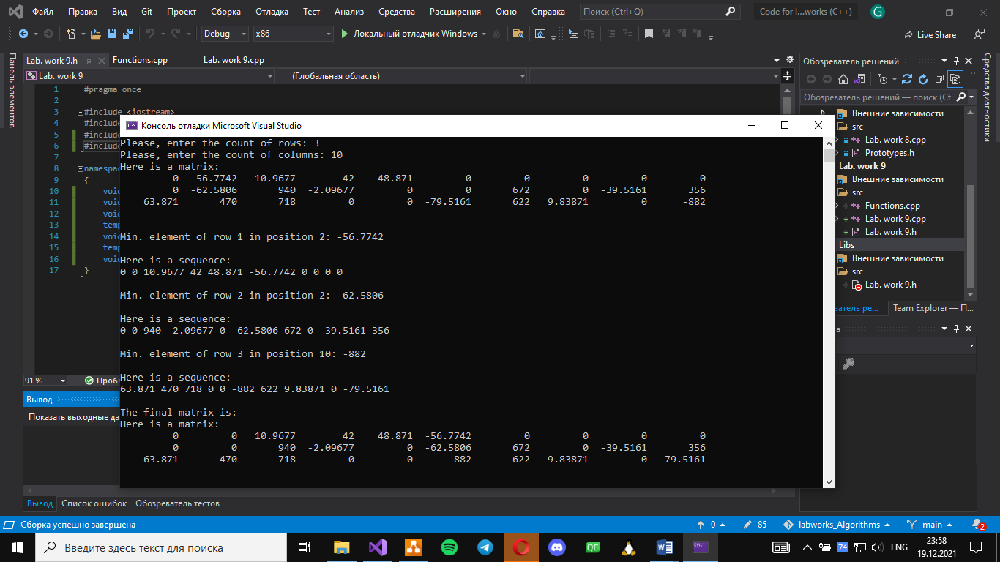 Файл Правка Вид Git Проект Сборка Отладка Тест Анализ Средства Расширения Окно Справка Поиск (Ctrl+Q) Code for l...works (C++) G
Debug x86 Локальный отладчик Windows Live Share
Панель элементов
Lab. work 9.h Functions.cpp Lab. work 9.cpp
Lab. work 9 (Глобальная область)
1 #pragma once
2
3 #include <iostream>
4 #include
5 #include
6 #include
7
8 namespac
9 {
10 void
11 void
12 void
13 temp
14 void
15 temp
16 void
17 }
Консоль отладки Microsoft Visual Studio
Please, enter the count of rows: 3
Please, enter the count of columns: 10
Here is a matrix:
0 -56.7742 10.9677 42 48.871 0 0 0 0 0
0 -62.5806 940 -2.09677 0 0 672 0 -39.5161 356
63.871 470 718 0 0 -79.5161 622 9.83871 0 -882
Min. element of row 1 in position 2: -56.7742
Here is a sequence:
0 0 10.9677 42 48.871 -56.7742 0 0 0 0
Min. element of row 2 in position 2: -62.5806
Here is a sequence:
0 0 940 -2.09677 0 -62.5806 672 0 -39.5161 356
Min. element of row 3 in position 10: -882
Here is a sequence:
63.871 470 718 0 0 -882 622 9.83871 0 -79.5161
The final matrix is:
Here is a matrix:
0 0 10.9677 42 48.871 -56.7742 0 0 0 0
0 0 940 -2.09677 0 -62.5806 672 0 -39.5161 356
63.871 470 718 0 0 -882 622 9.83871 0 -79.5161
Обозреватель решений
Обозреватель решений — поиск (Ct
Внешние зависимости
src
Lab. work 8.cpp
Prototypes.h
Lab. work 9
Внешние зависимости
src
Functions.cpp
Lab. work 9.cpp
Lab. work 9.h
Libs
Внешние зависимости
src
Lab. work 9.h
ватель ре... Team Explorer — П...
а
Средства диагностики
91 % Пробл
Вывод
Показать выходные да
Вывод Список ошибок Обозреватель тестов
Сборка успешно завершена 0 85 labworks_Algorithms main 2
Введите здесь текст для поиска QC 74 ENG 23:58
19.12.2021